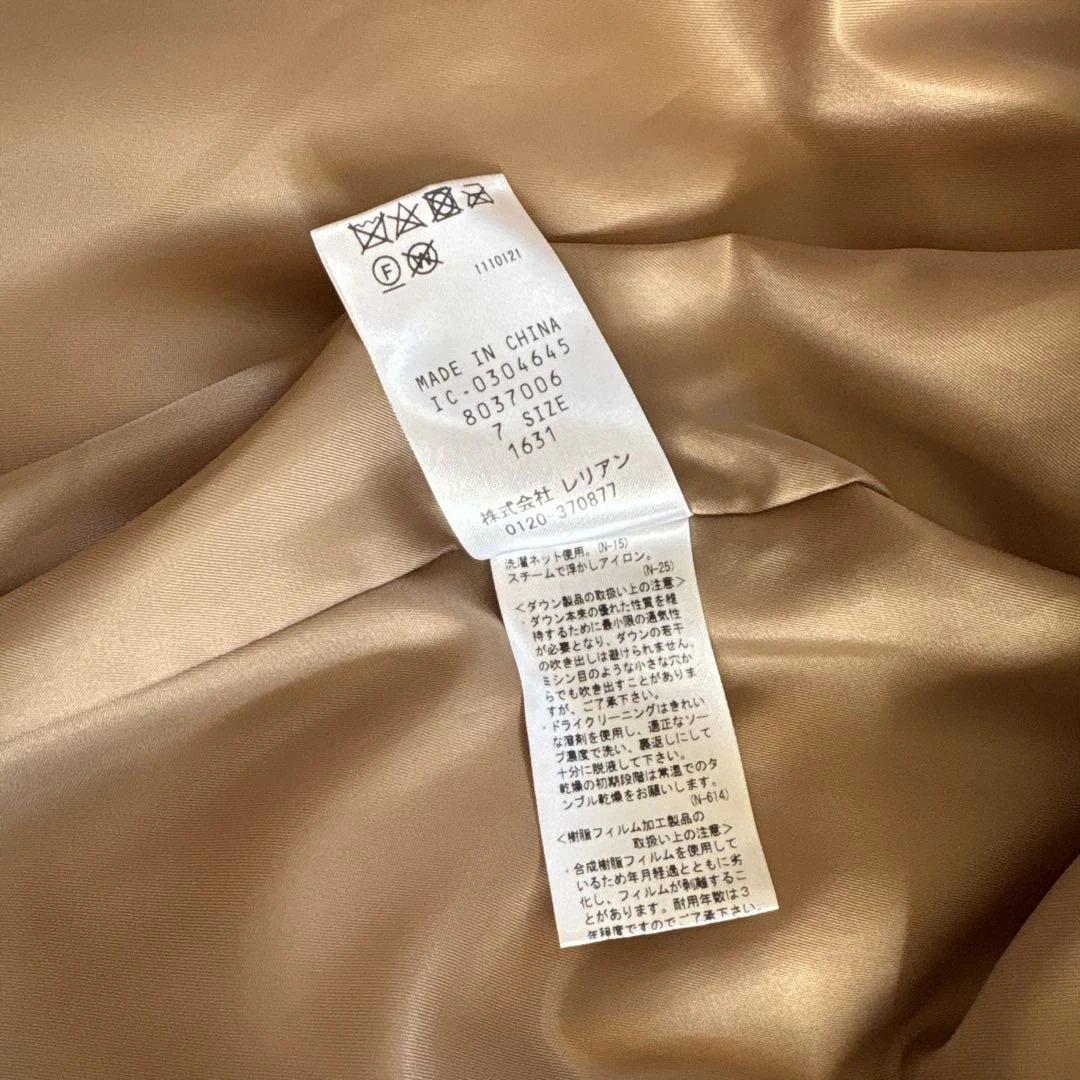 F W 1110121
MADE IN CHINA
IC-0304645
8037006
7 SIZE
1631
株式会社 レリアン
0120-370877
洗濯ネット使用。(N-15)
スチームで浮かしアイロン。
(N-25)
<ダウン製品の取扱い上の注意>
・ダウン本来の優れた性質を維
持するために最小限の通気性
が必要となり、ダウンの若干
の吹き出しは避けられません。
ミシン目のような小さな穴か
らでも吹き出すことがありま
すが、ご了承下さい。
・ドライクリーニングはきれい
な溶剤を使用し、適正なソー
プ濃度で洗い、裏返しにして
十分に脱液して下さい。
乾燥の初期段階は常温でのタ
ンブル乾燥をお願いします。
(N-614)
<樹脂フィルム加工製品の
取扱い上の注意>
・合成樹脂フィルムを使用して
いるため年月経過とともに劣
化し、フィルムが剥離するこ
とがあります。耐用年数は3
年程度ですのでご了承下さい。